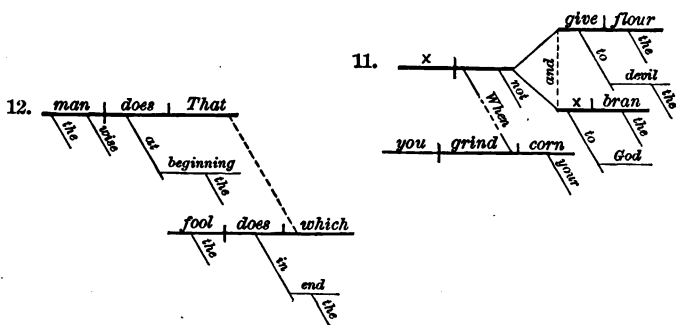 11.
x
give flour
the
to
devil
the
and
not
When
x bran
the
to
God
you grind corn
your
12.
man does That
the
wise
at
beginning
the
fool does which
the
in
end
the